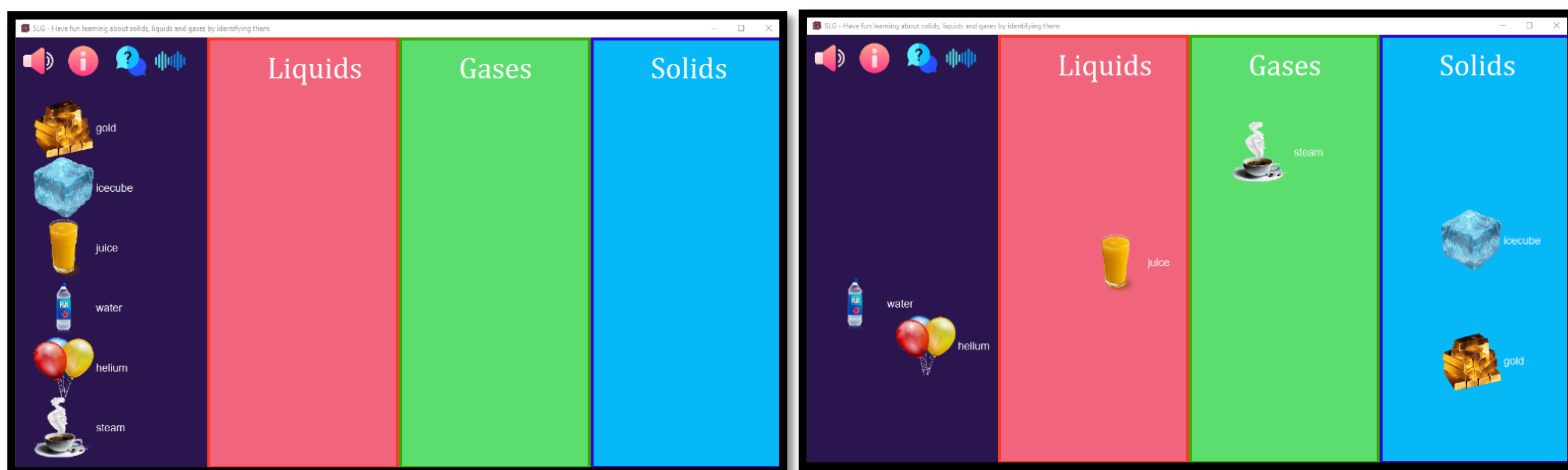 SLG - Have fun learning about solids, liquids and gases by identifying them
Liquids
Gases
Solids
gold
icecube
juice
water
helium
steam
SLG - Have fun learning about solids, liquids and gases by identifying them
Liquids
Gases
Solids
steam
icecube
juice
water
helium
gold